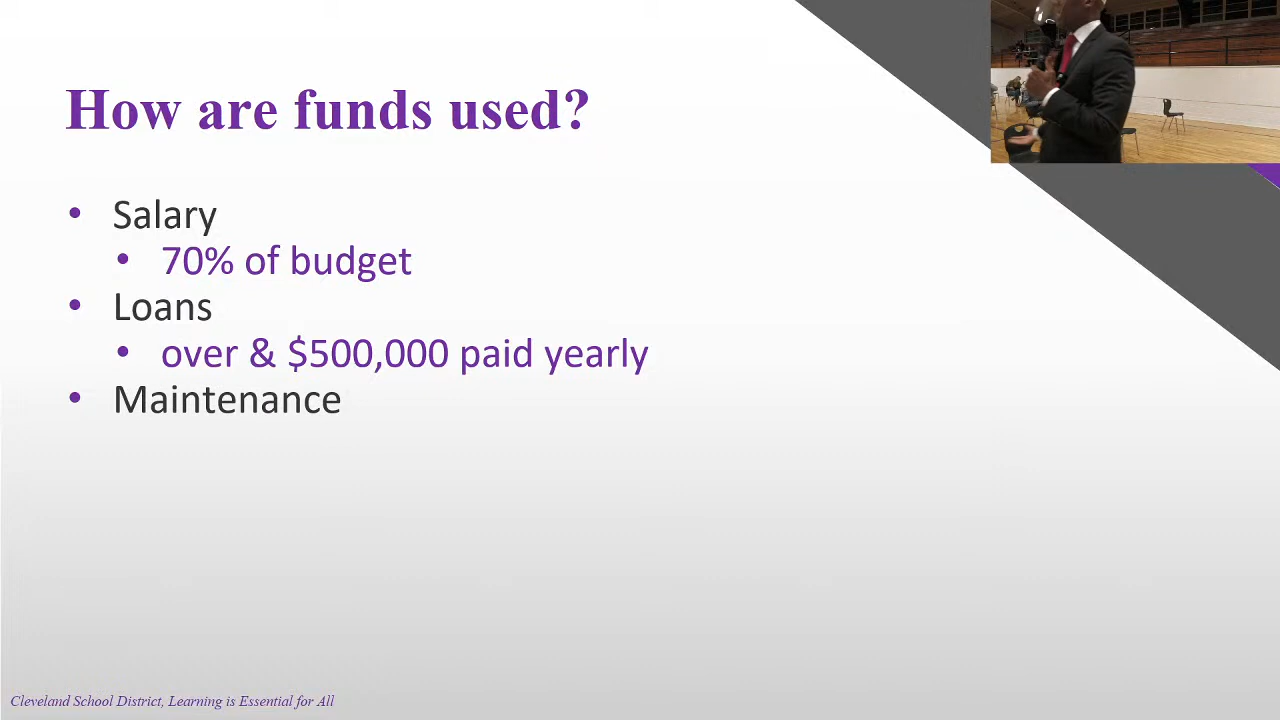 How are funds used?
• Salary
• 70% of budget
• Loans
• over & $500,000 paid yearly
• Maintenance
Cleveland School District, Learning is Essential for All